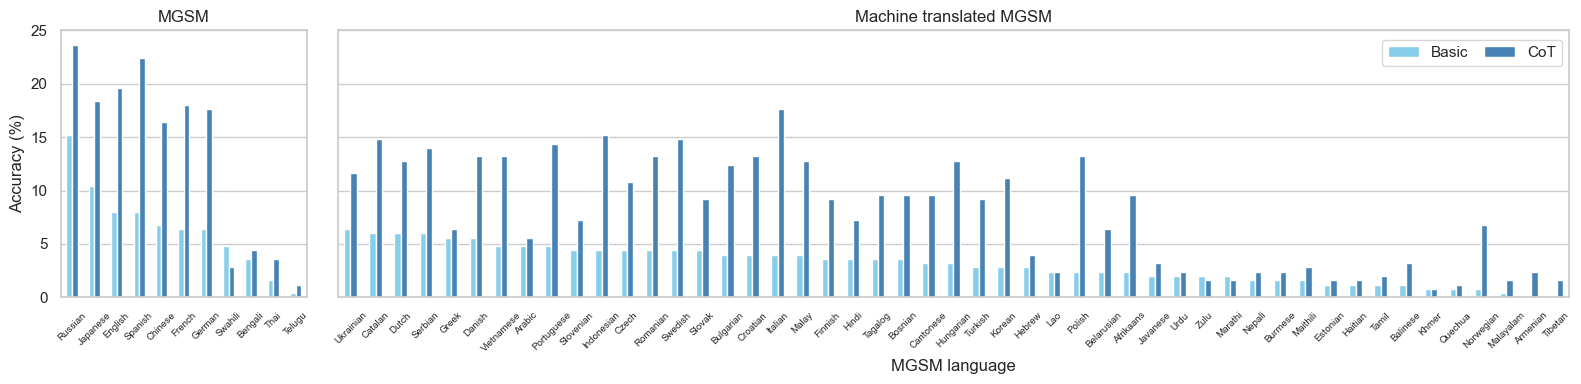 MGSM
Machine translated MGSM
Accuracy (%)
25
20
15
10
5
0
Basic
CoT
Russian
Japanese
English
Spanish
Chinese
French
German
Swahili
Bengali
Thai
Telugu
Ukrainian
Catalan
Dutch
Serbian
Greek
Danish
Vietnamese
Arabic
Portuguese
Slovenian
Indonesian
Czech
Romanian
Swedish
Slovak
Bulgarian
Croatian
Italian
Malay
Finnish
Hindi
Tagalog
Bosnian
Cantonese
Hungarian
Turkish
Korean
Hebrew
Lao
Polish
Belarusian
Afrikaans
Javanese
Urdu
Zulu
Marathi
Nepali
Burmese
Maithili
Estonian
Haitian
Tamil
Balinese
Khmer
Quechua
Norwegian
Malayalam
Armenian
Tibetan
MGSM language